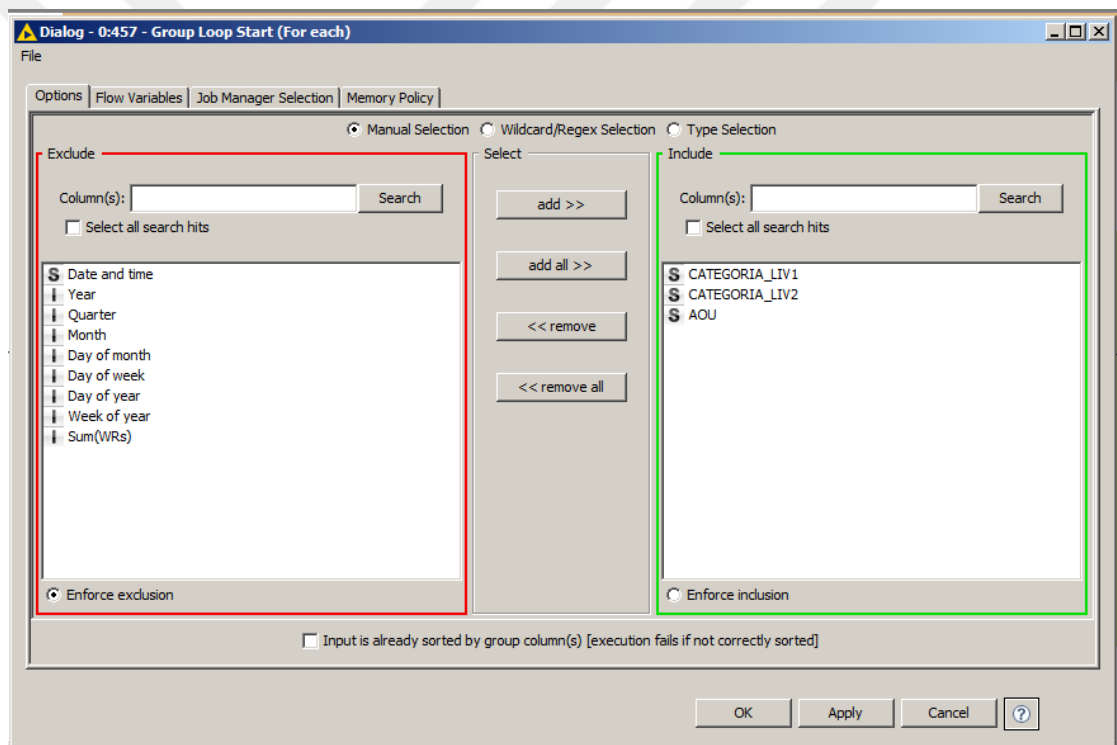 Dialog - 0:457 - Group Loop Start (For each)
File
Options Flow Variables Job Manager Selection Memory Policy
Manual Selection Wildcard/Regex Selection Type Selection
Exclude
Column(s): Search
Select all search hits
S Date and time
I Year
I Quarter
I Month
I Day of month
I Day of week
I Day of year
I Week of year
I Sum(WRs)
Enforce exclusion
Select
add >>
add all >>
<< remove
<< remove all
Include
Column(s): Search
Select all search hits
S CATEGORIA_LIV1
S CATEGORIA_LIV2
S AOU
Enforce inclusion
Input is already sorted by group column(s) [execution fails if not correctly sorted]
OK Apply Cancel ?